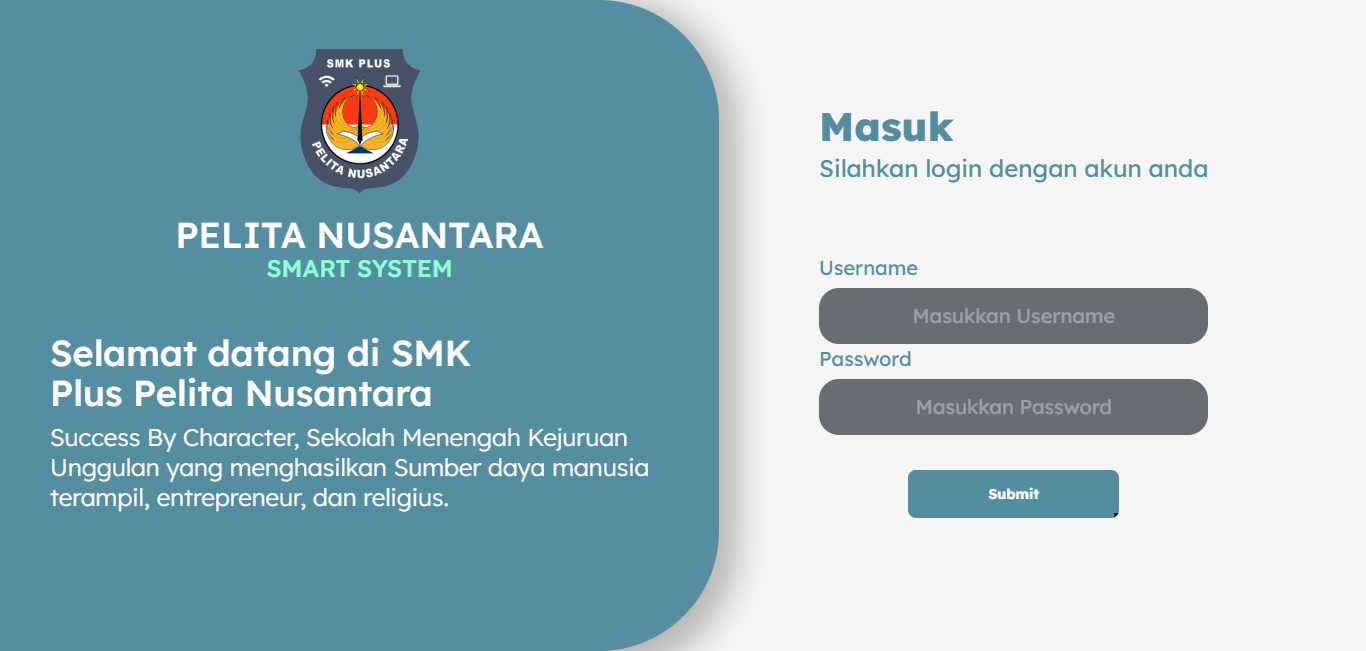 SMK PLUS
PELITA NUSANTARA
PELITA NUSANTARA
SMART SYSTEM
Selamat datang di SMK
Plus Pelita Nusantara
Success By Character, Sekolah Menengah Kejuruan
Unggulan yang menghasilkan Sumber daya manusia
terampil, entrepreneur, dan religius.
Masuk
Silahkan login dengan akun anda
Username
Masukkan Username
Password
Masukkan Password
Submit